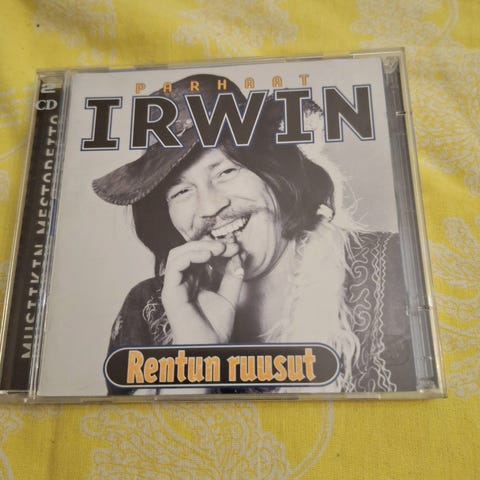 PARHAAT
IRWIN
Rentun ruusut
2
CD
MUSIIKIN MESTAREITA